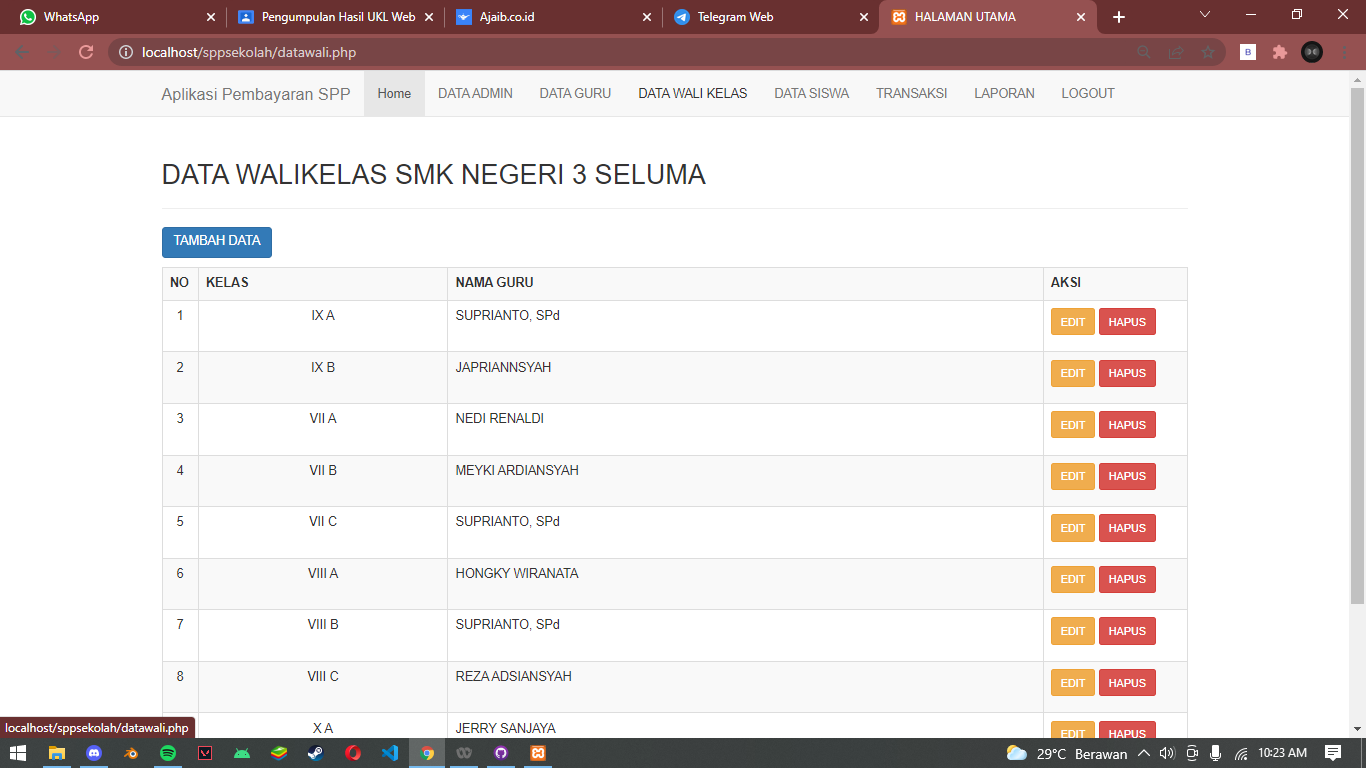 WhatsApp
Pengumpulan Hasil UKL Web
Ajaib.co.id
Telegram Web
HALAMAN UTAMA
localhost/sppsekolah/datawali.php
B
Aplikasi Pembayaran SPP
Home
DATA ADMIN
DATA GURU
DATA WALI KELAS
DATA SISWA
TRANSAKSI
LAPORAN
LOGOUT
DATA WALIKELAS SMK NEGERI 3 SELUMA
TAMBAH DATA
NO KELAS NAMA GURU AKSI
1 IX A SUPRIANTO, SPd EDIT HAPUS
2 IX B JAPRIANNSYAH EDIT HAPUS
3 VII A NEDI RENALDI EDIT HAPUS
4 VII B MEYKI ARDIANSYAH EDIT HAPUS
5 VII C SUPRIANTO, SPd EDIT HAPUS
6 VIII A HONGKY WIRANATA EDIT HAPUS
7 VIII B SUPRIANTO, SPd EDIT HAPUS
8 VIII C REZA ADSIANSYAH EDIT HAPUS
X A JERRY SANJAYA EDIT HAPUS
localhost/sppsekolah/datawali.php
29°C Berawan
10:23 AM